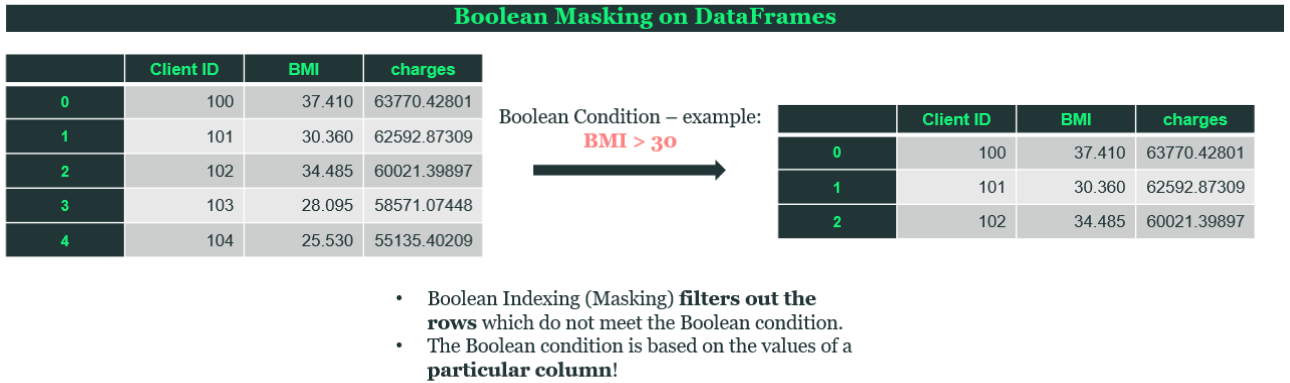 Boolean Masking on DataFrames
Client ID BMI charges
0 100 37.410 63770.42801
1 101 30.360 62592.87309
2 102 34.485 60021.39897
3 103 28.095 58571.07448
4 104 25.530 55135.40209
Boolean Condition – example:
BMI > 30
Client ID BMI charges
0 100 37.410 63770.42801
1 101 30.360 62592.87309
2 102 34.485 60021.39897
• Boolean Indexing (Masking) filters out the
rows which do not meet the Boolean condition.
• The Boolean condition is based on the values of a
particular column!